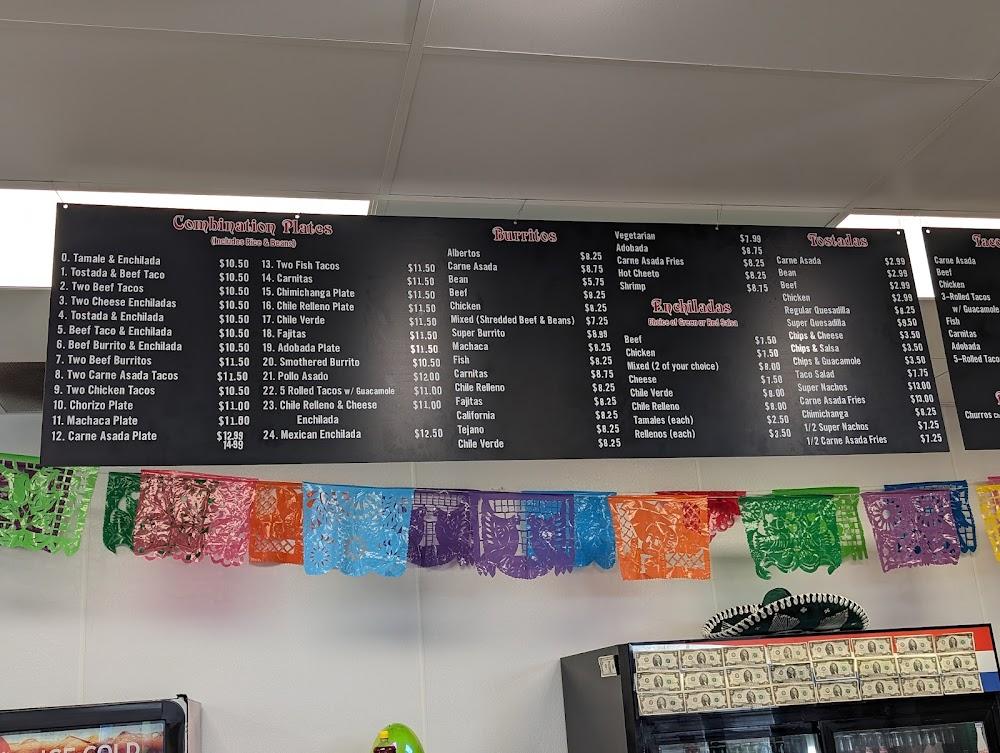 Combination Plates
(Includes Rice & Beans)
0. Tamale & Enchilada $10.50
1. Tostada & Beef Taco $10.50
2. Two Beef Tacos $10.50
3. Two Cheese Enchiladas $10.50
4. Tostada & Enchilada $10.50
5. Beef Taco & Enchilada $10.50
6. Beef Burrito & Enchilada $10.50
7. Two Beef Burritos $11.50
8. Two Carne Asada Tacos $11.50
9. Two Chicken Tacos $10.50
10. Chorizo Plate $11.00
11. Machaca Plate $11.00
12. Carne Asada Plate $12.99
14.99
13. Two Fish Tacos $11.50
14. Carnitas $11.50
15. Chimichanga Plate $11.50
16. Chile Relleno Plate $11.50
17. Chile Verde $11.50
18. Fajitas $11.50
19. Adobada Plate $11.50
20. Smothered Burrito $10.50
21. Pollo Asado $12.00
22. 5 Rolled Tacos w/ Guacamole $11.00
23. Chile Relleno & Cheese $11.00
Enchilada
24. Mexican Enchilada $12.50
Burritos
Albertos $8.25
Carne Asada $8.75
Bean $5.75
Beef $8.25
Chicken $8.25
Mixed (Shredded Beef & Beans) $7.25
Super Burrito $8.99
Machaca $8.25
Fish $8.25
Carnitas $8.75
Chile Relleno $8.25
Fajitas $8.25
California $8.25
Tejano $8.25
Chile Verde $8.25
Vegetarian $7.99
Adobada $8.75
Carne Asada Fries $8.25
Hot Cheeto $8.25
Shrimp $8.75
Enchiladas
Choice of Green or Red Salsa
Beef $7.50
Chicken $7.50
Mixed (2 of your choice) $8.00
Cheese $7.50
Chile Verde $8.00
Chile Relleno $8.00
Tamales (each) $2.50
Rellenos (each) $3.50
Tostadas
Carne Asada $2.99
Bean $2.99
Beef $2.99
Chicken $2.99
Regular Quesadilla $8.25
Super Quesadilla $8.50
Chips & Cheese $3.50
Chips & Salsa $3.50
Chips & Guacamole $3.50
Taco Salad
Super Nachos
Carne Asada Fries $13.00
Chimichanga $8.25
1/2 Super Nachos $7.25
1/2 Carne Asada Fries $7.25
Carne Asada
Beef
Chicken
3-Rolled Tacos
w/ Guacamole
Fish
Carnitas
Adobada
5-Rolled Taco
Churros
ICE COLD